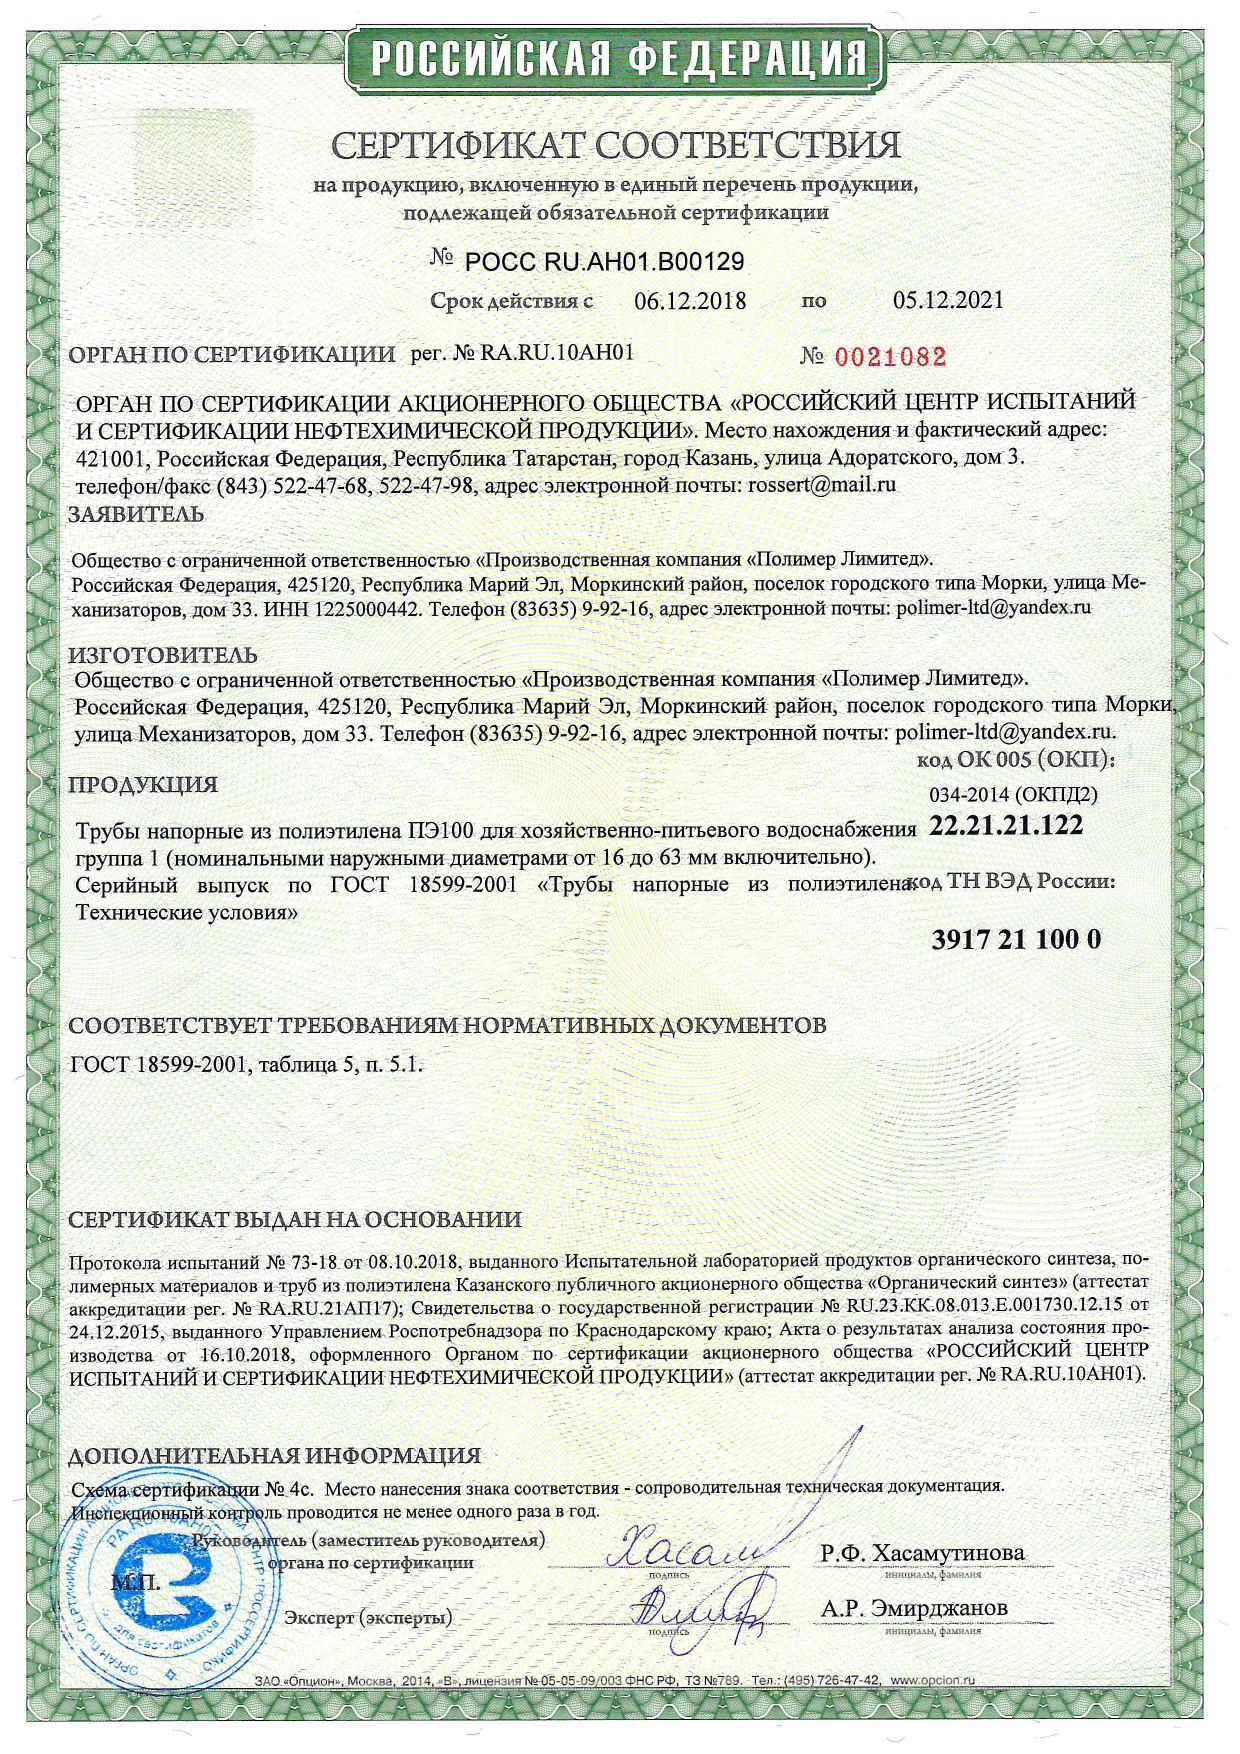 РОССИЙСКАЯ ФЕДЕРАЦИЯ
СЕРТИФИКАТ СООТВЕТСТВИЯ
на продукцию, включенную в единый перечень продукции,
подлежащей обязательной сертификации
№ РОСС RU.АН01.В00129
Срок действия с 06.12.2018 по 05.12.2021
ОРГАН ПО СЕРТИФИКАЦИИ рег. № RA.RU.10АН01 № 0021082
ОРГАН ПО СЕРТИФИКАЦИИ АКЦИОНЕРНОГО ОБЩЕСТВА «РОССИЙСКИЙ ЦЕНТР ИСПЫТАНИЙ
И СЕРТИФИКАЦИИ НЕФТЕХИМИЧЕСКОЙ ПРОДУКЦИИ». Место нахождения и фактический адрес:
421001, Российская Федерация, Республика Татарстан, город Казань, улица Адоратского, дом 3.
телефон/факс (843) 522-47-68, 522-47-98, адрес электронной почты: rossert@mail.ru
ЗАЯВИТЕЛЬ
Общество с ограниченной ответственностью «Производственная компания «Полимер Лимитед».
Российская Федерация, 425120, Республика Марий Эл, Моркинский район, поселок городского типа Морки, улица Ме-
ханизаторов, дом 33. ИНН 1225000442. Телефон (83635) 9-92-16, адрес электронной почты: polimer-ltd@yandex.ru
ИЗГОТОВИТЕЛЬ
Общество с ограниченной ответственностью «Производственная компания «Полимер Лимитед».
Российская Федерация, 425120, Республика Марий Эл, Моркинский район, поселок городского типа Морки,
улица Механизаторов, дом 33. Телефон (83635) 9-92-16, адрес электронной почты: polimer-ltd@yandex.ru.
код ОК 005 (ОКП):
ПРОДУКЦИЯ
034-2014 (ОКПД2)
Трубы напорные из полиэтилена ПЭ100 для хозяйственно-питьевого водоснабжения 22.21.21.122
группа 1 (номинальными наружными диаметрами от 16 до 63 мм включительно).
Серийный выпуск по ГОСТ 18599-2001 «Трубы напорные из полиэтилена. код ТН ВЭД России:
Технические условия»
3917 21 100 0
СООТВЕТСТВУЕТ ТРЕБОВАНИЯМ НОРМАТИВНЫХ ДОКУМЕНТОВ
ГОСТ 18599-2001, таблица 5, п. 5.1.
СЕРТИФИКАТ ВЫДАН НА ОСНОВАНИИ
Протокола испытаний № 73-18 от 08.10.2018, выданного Испытательной лабораторией продуктов органического синтеза, по-
лимерных материалов и труб из полиэтилена Казанского публичного акционерного общества «Органический синтез» (аттестат
аккредитации рег. № RA.RU.21АП17); Свидетельства о государственной регистрации № RU.23.КК.08.013.Е.001730.12.15 от
24.12.2015, выданного Управлением Роспотребнадзора по Краснодарскому краю; Акта о результатах анализа состояния про-
изводства от 16.10.2018, оформленного Органом по сертификации акционерного общества «РОССИЙСКИЙ ЦЕНТР
ИСПЫТАНИЙ И СЕРТИФИКАЦИИ НЕФТЕХИМИЧЕСКОЙ ПРОДУКЦИИ» (аттестат аккредитации рег. № RA.RU.10АН01).
ДОПОЛНИТЕЛЬНАЯ ИНФОРМАЦИЯ
Схема сертификации № 4с. Место нанесения знака соответствия - сопроводительная техническая документация.
Инспекционный контроль проводится не менее одного раза в год.
Руководитель (заместитель руководителя)
органа по сертификации
Р.Ф. Хасамутинова
подпись
инициалы, фамилия
М.П.
Эксперт (эксперты)
А.Р. Эмирджанов
подпись
инициалы, фамилия
для сертификатов
ЗАО «Опцион», Москва, 2014, «В», лицензия № 05-05-09/003 ФНС РФ, ТЗ №789. Тел.: (495) 726-47-42, www.opcion.ru